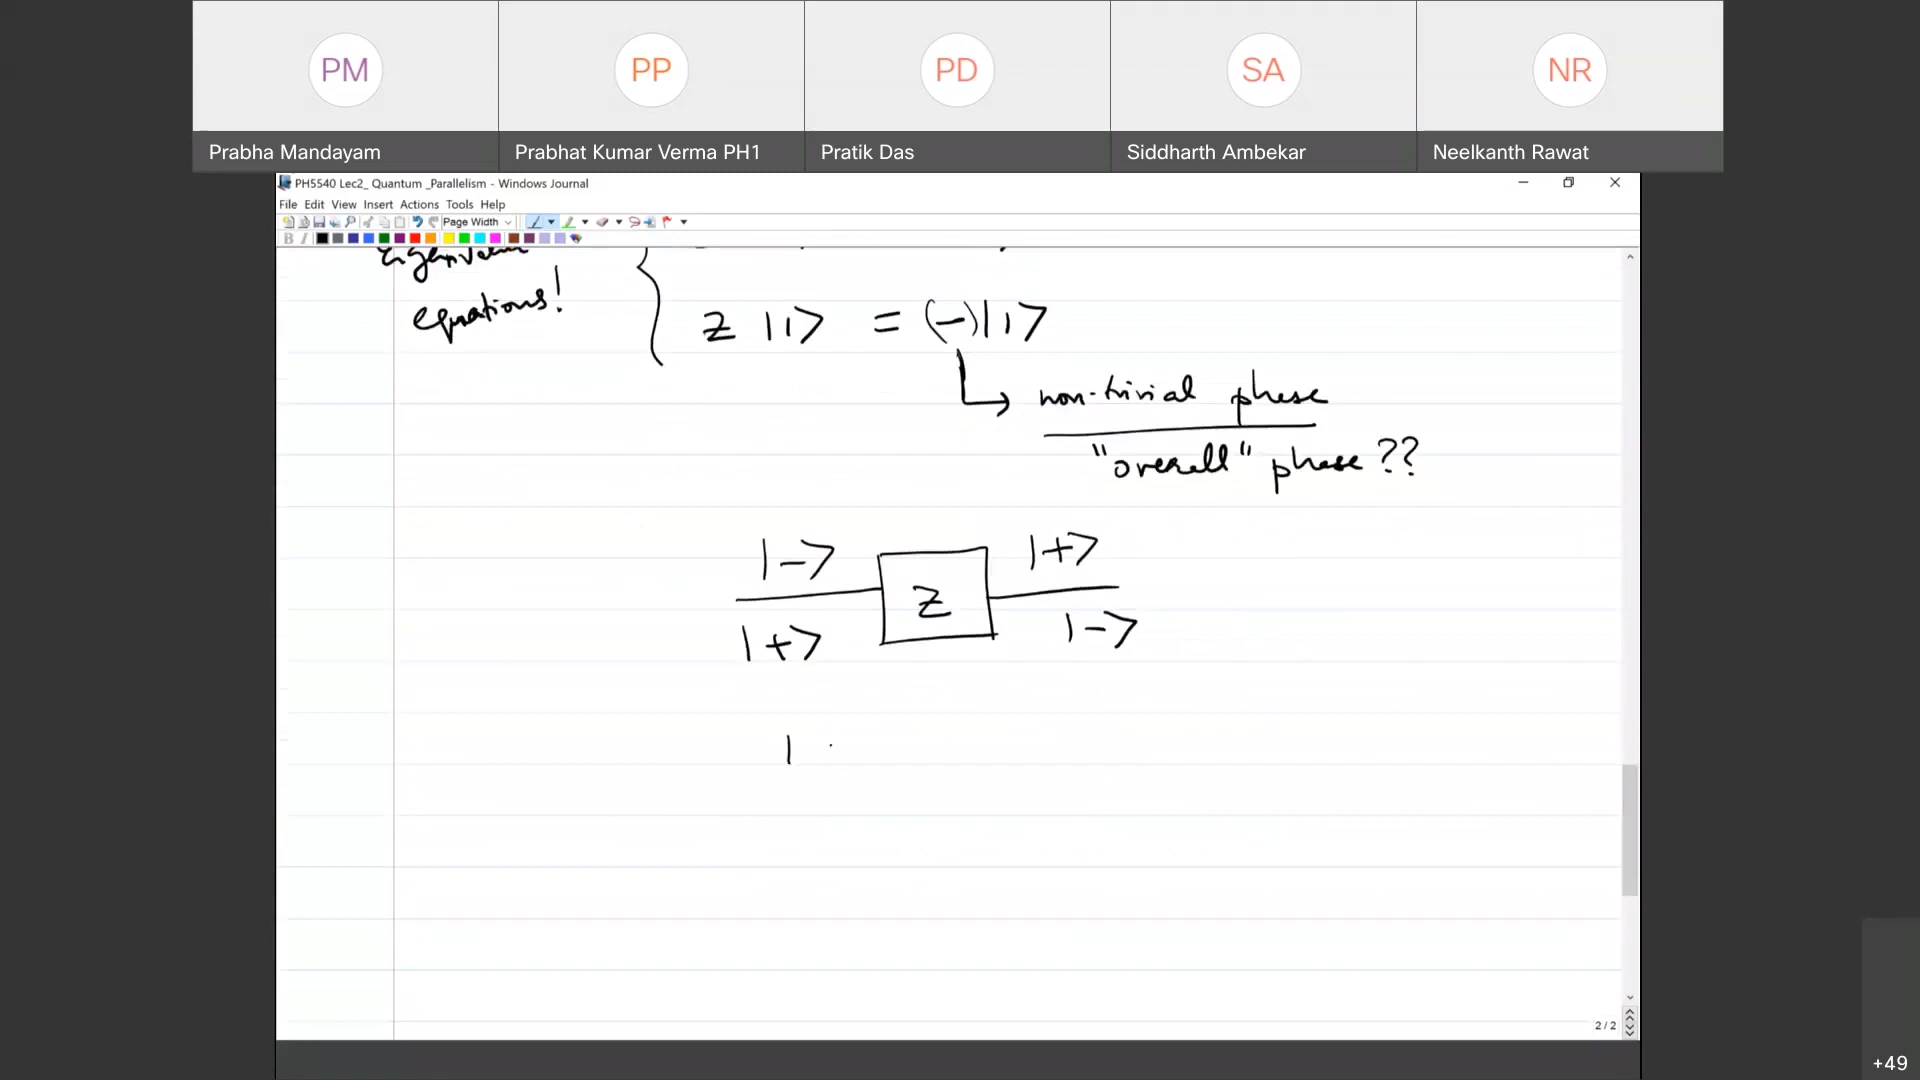 PM PP PD SA NR
Prabha Mandayam Prabhat Kumar Verma PH1 Pratik Das Siddharth Ambekar Neelkanth Rawat
PH5540 Lec2_ Quantum _Parallelism - Windows Journal
File Edit View Insert Actions Tools Help
Page Width
B I
equations!
Z |1> = (-)|1>
non-trivial phase
"overall" phase ??
|-> |+>
Z
|+> |->
|
2 / 2
+49